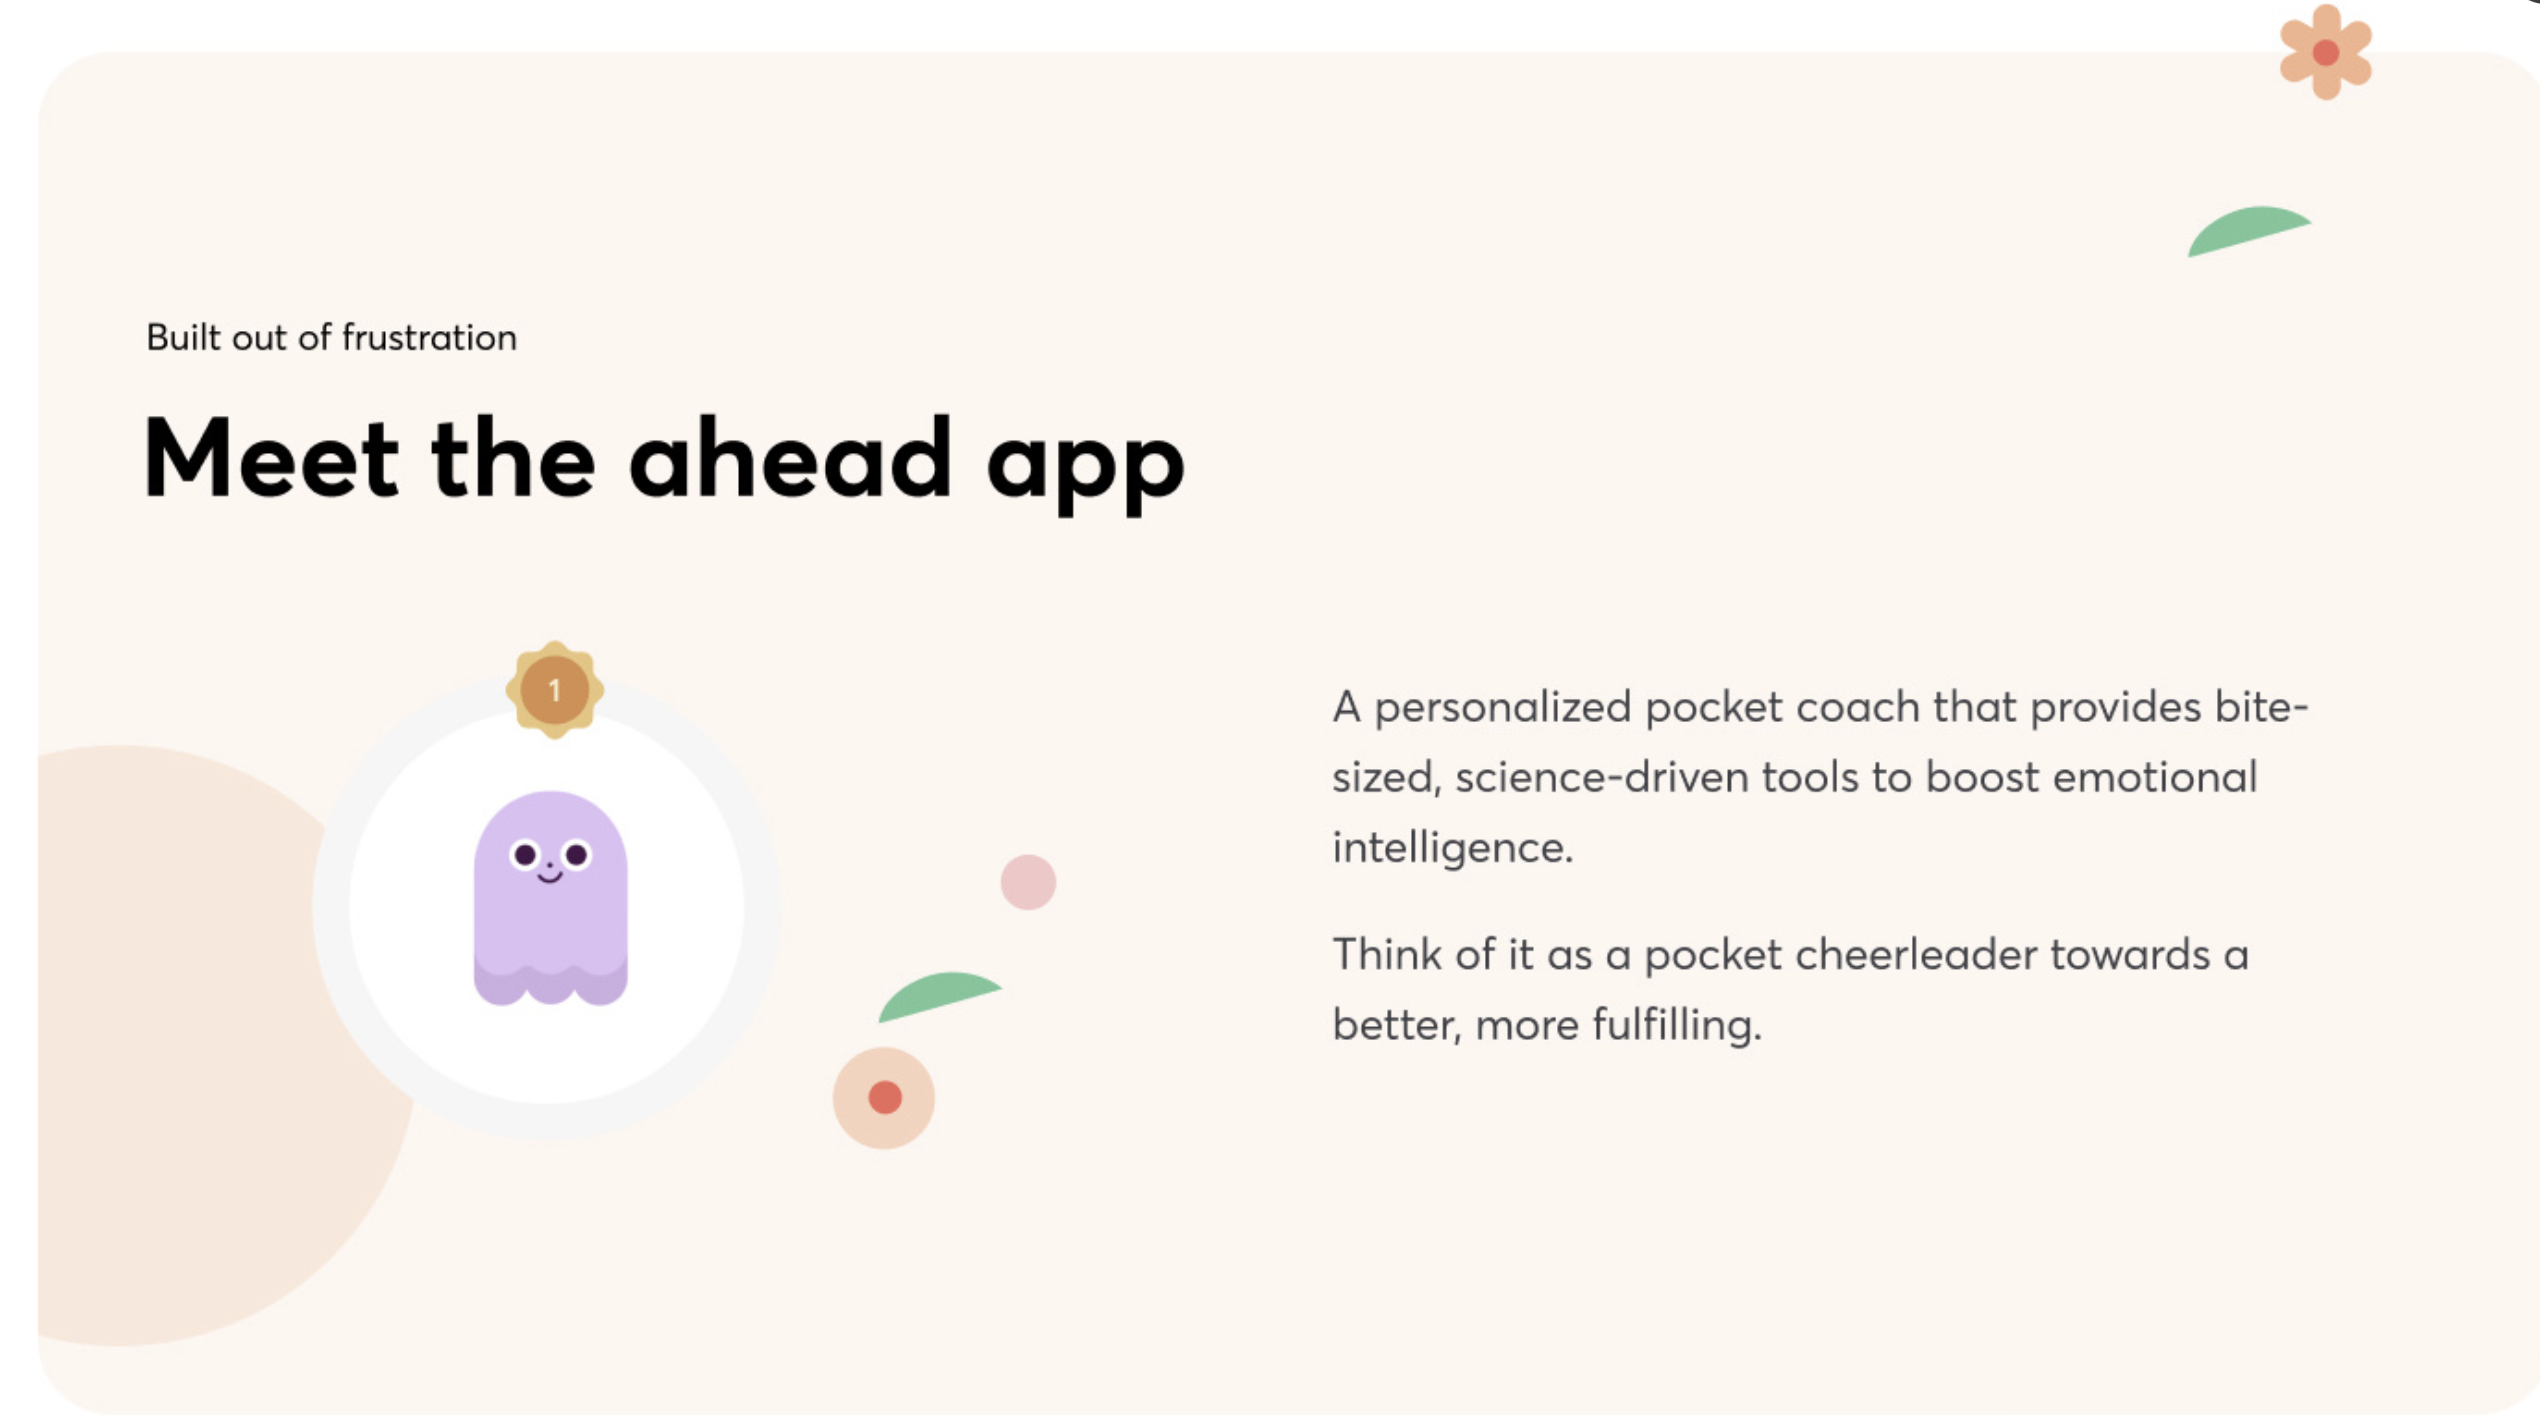 Built out of frustration
Meet the ahead app
1
A personalized pocket coach that provides bite-
sized, science-driven tools to boost emotional
intelligence.
Think of it as a pocket cheerleader towards a
better, more fulfilling.